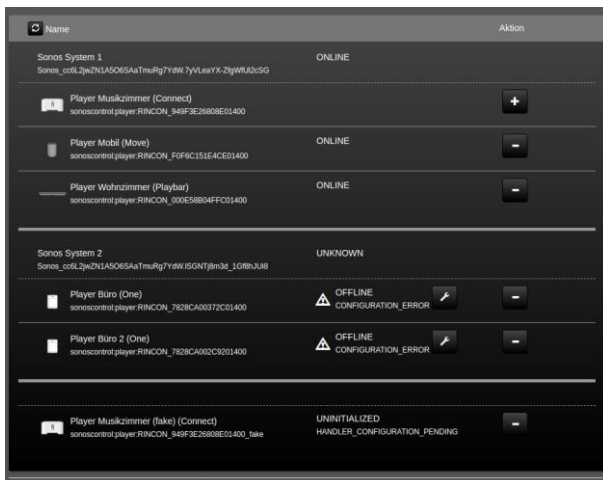 Name Aktion
Sonos System 1 ONLINE
Sonos_cc6L2jwZN1A5O6SAaTmuRg7YdW.7yVLeaYX-ZfgWfUI2cSG
Player Musikzimmer (Connect)
sonoscontrol:player:RINCON_949F3E26808E01400
+
Player Mobil (Move) ONLINE
sonoscontrol:player:RINCON_F0F6C151E4CE01400
-
Player Wohnzimmer (Playbar) ONLINE
sonoscontrol:player:RINCON_000E58B04FFC01400
-
Sonos System 2 UNKNOWN
Sonos_cc6L2jwZN1A5O6SAaTmuRg7YdW.lSGNTj8m3d_1Gf8hJUi8
Player Büro (One) OFFLINE
sonoscontrol:player:RINCON_7828CA00372C01400 CONFIGURATION_ERROR
-
Player Büro 2 (One) OFFLINE
sonoscontrol:player:RINCON_7828CA002C9201400 CONFIGURATION_ERROR
-
Player Musikzimmer (fake) (Connect) UNINITIALIZED
sonoscontrol:player:RINCON_949F3E26808E01400_fake HANDLER_CONFIGURATION_PENDING
-